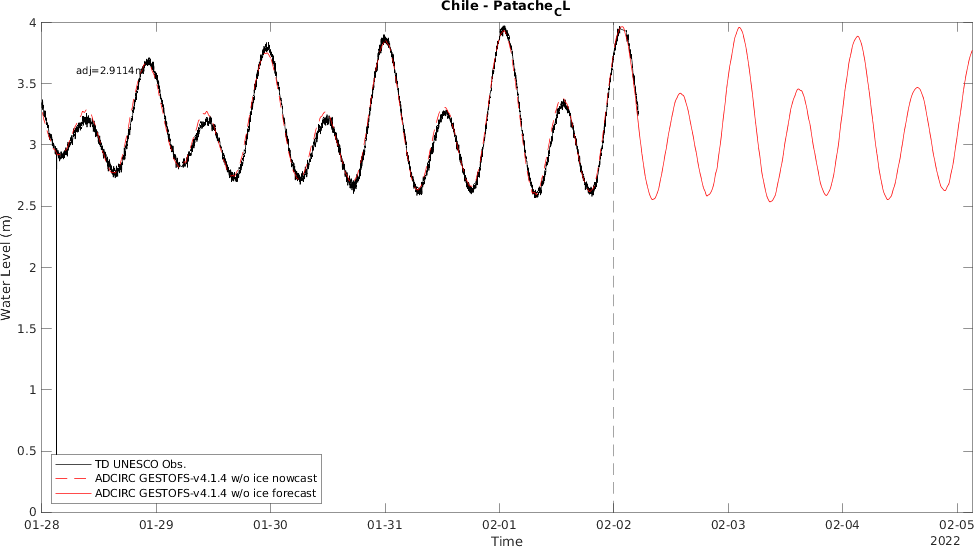 Chile - Patache_CL
adj=2.9114m
Water Level (m)
4
3.5
3
2.5
2
1.5
1
0.5
0
TD UNESCO Obs.
ADCIRC GESTOFS-v4.1.4 w/o ice nowcast
ADCIRC GESTOFS-v4.1.4 w/o ice forecast
01-28 01-29 01-30 01-31 02-01 02-02 02-03 02-04 02-05
Time
2022